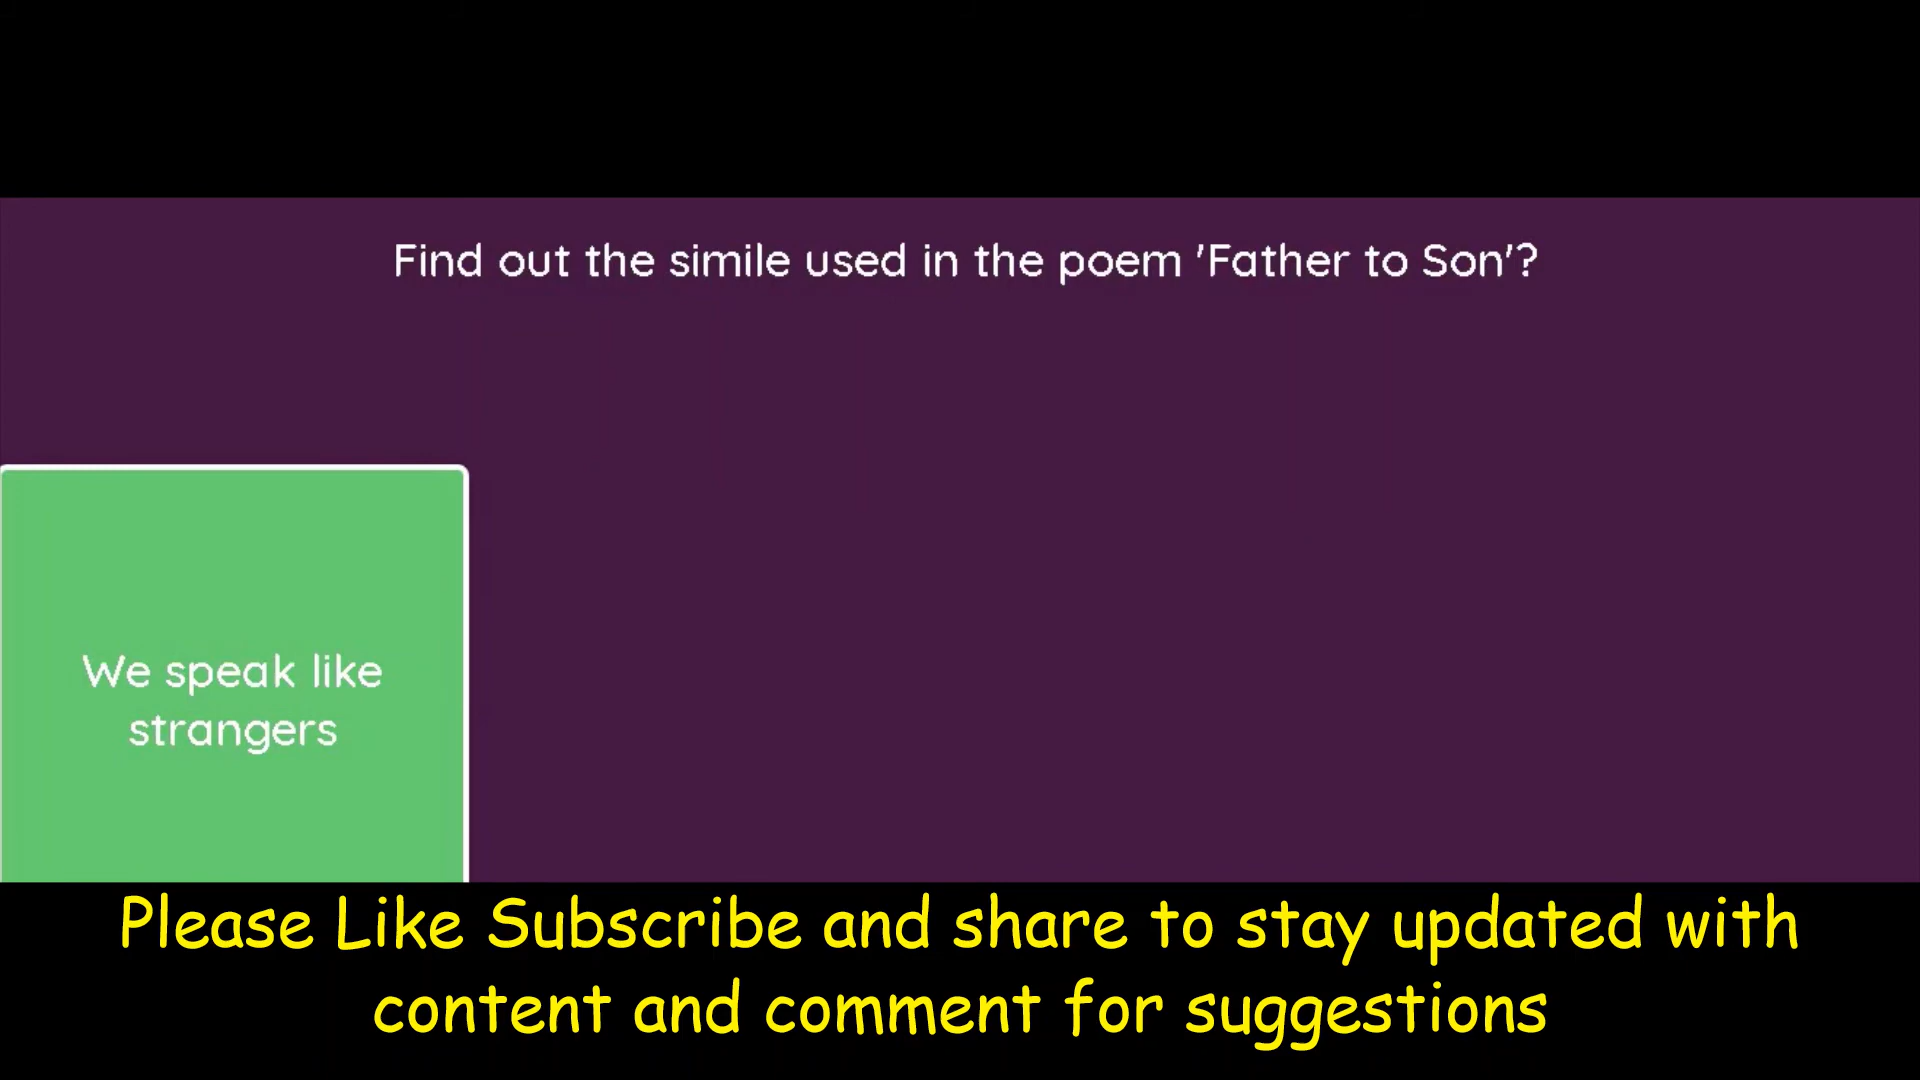 Find out the simile used in the poem 'Father to Son'?
We speak like
strangers
Please Like Subscribe and share to stay updated with
content and comment for suggestions